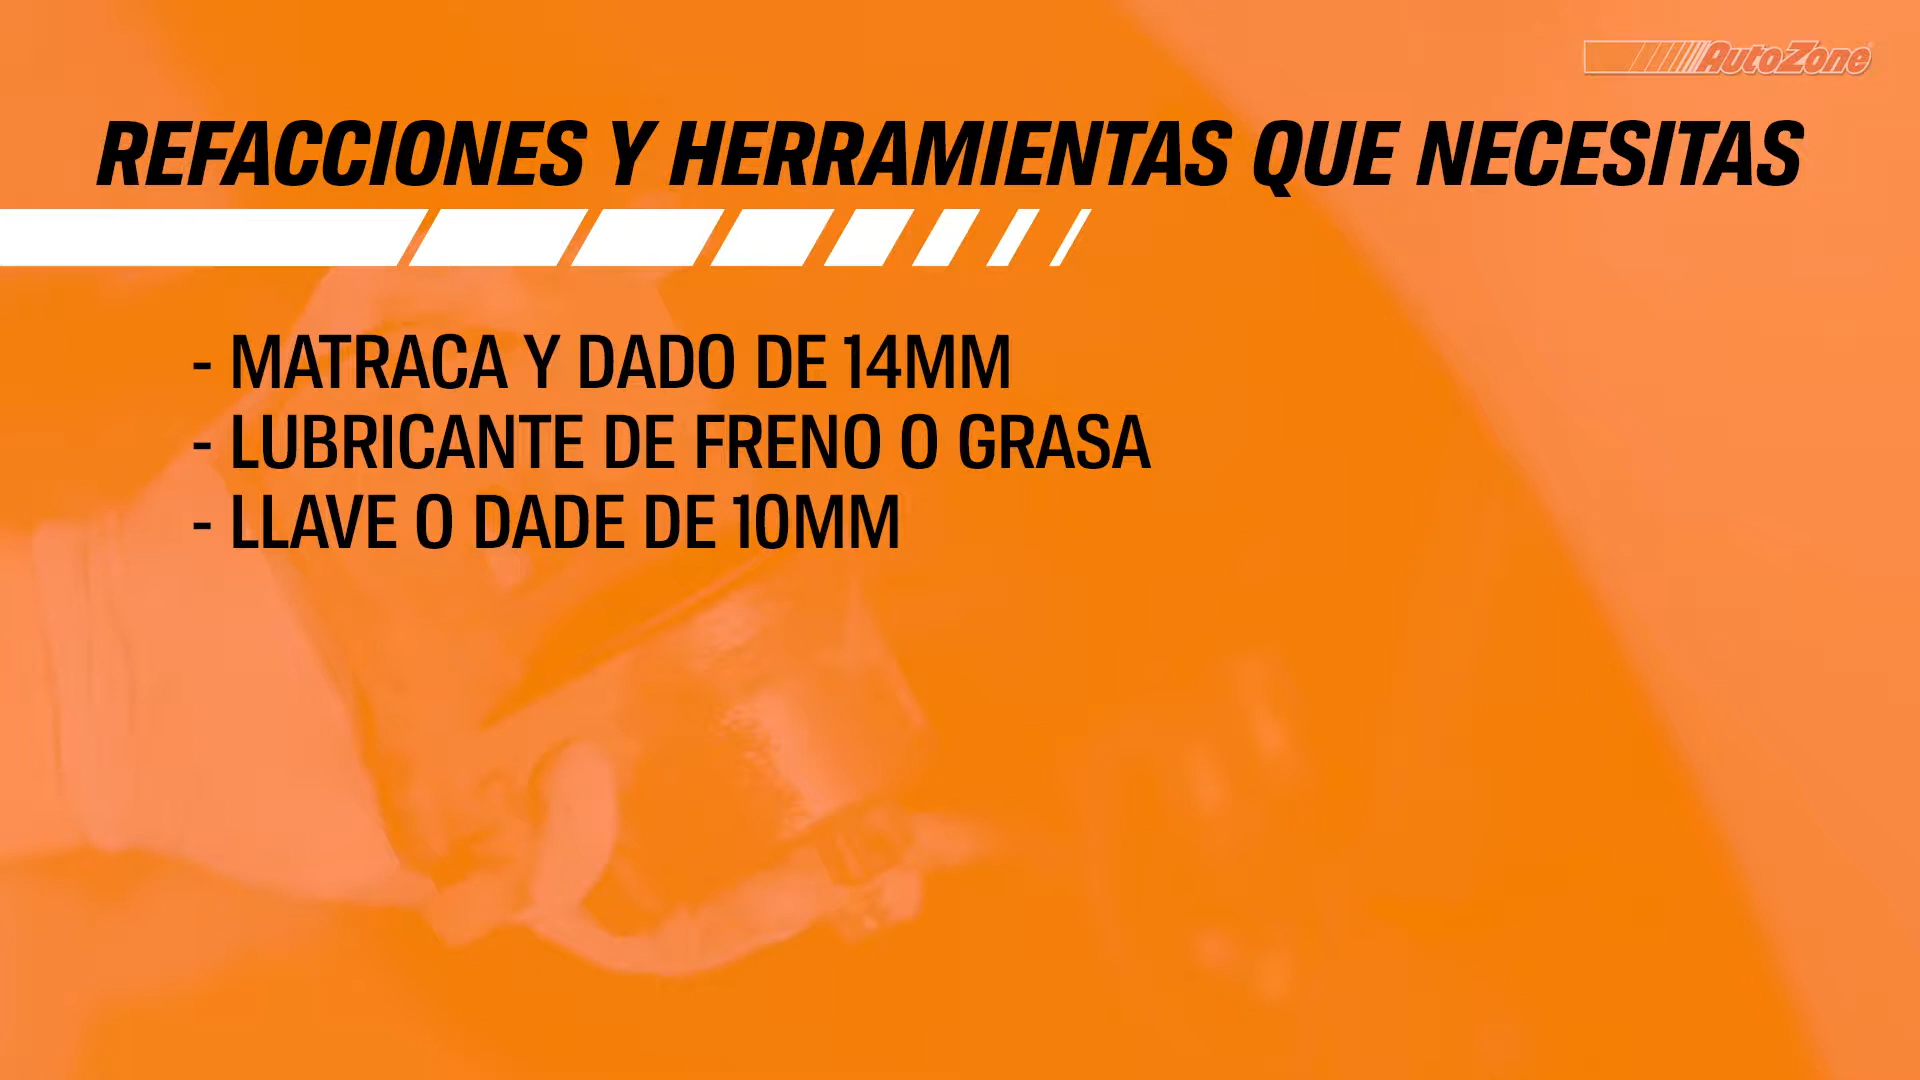 AutoZone
REFACCIONES Y HERRAMIENTAS QUE NECESITAS
- MATRACA Y DADO DE 14MM
- LUBRICANTE DE FRENO O GRASA
- LLAVE O DADE DE 10MM